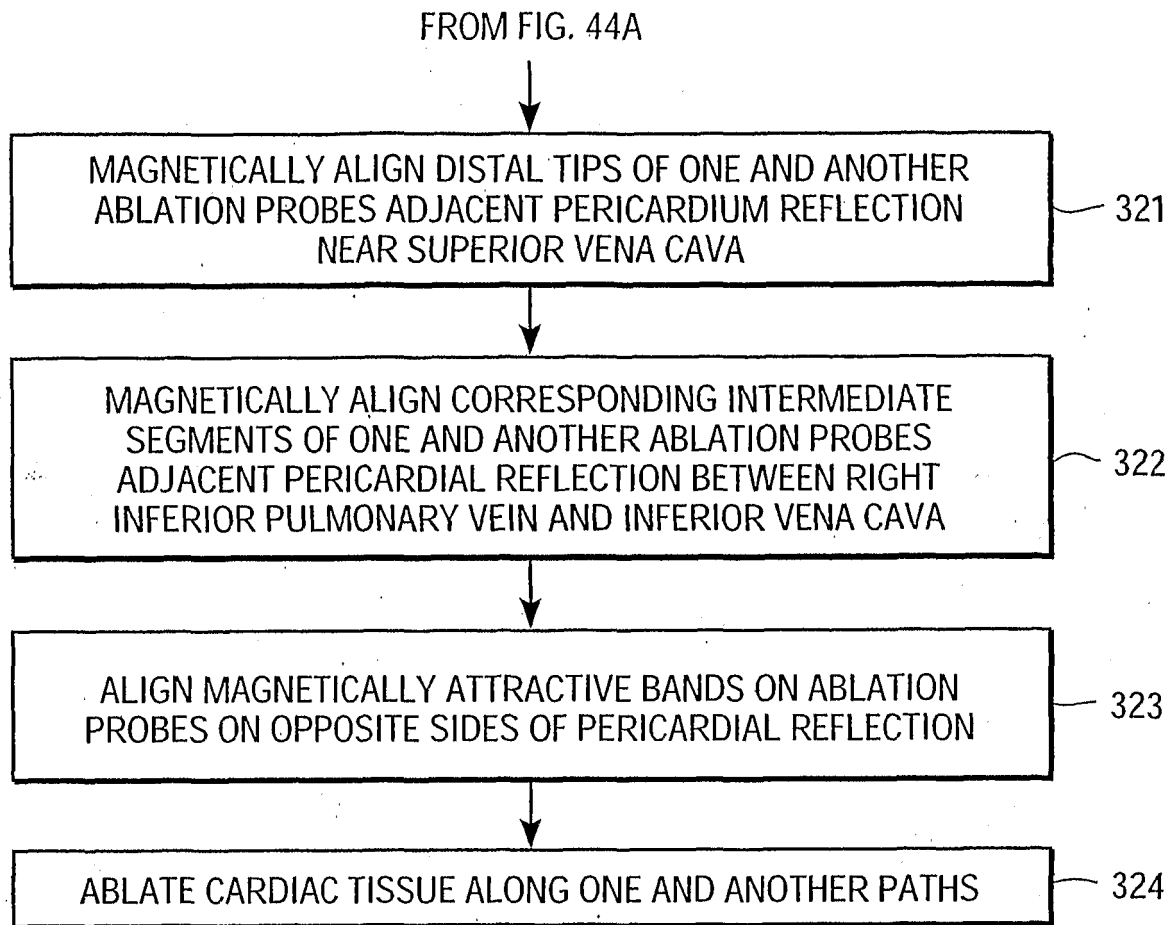 FROM FIG. 44A
MAGNETICALLY ALIGN DISTAL TIPS OF ONE AND ANOTHER
ABLATION PROBES ADJACENT PERICARDIUM REFLECTION
NEAR SUPERIOR VENA CAVA
321
MAGNETICALLY ALIGN CORRESPONDING INTERMEDIATE
SEGMENTS OF ONE AND ANOTHER ABLATION PROBES
ADJACENT PERICARDIAL REFLECTION BETWEEN RIGHT
INFERIOR PULMONARY VEIN AND INFERIOR VENA CAVA
322
ALIGN MAGNETICALLY ATTRACTIVE BANDS ON ABLATION
PROBES ON OPPOSITE SIDES OF PERICARDIAL REFLECTION
323
ABLATE CARDIAC TISSUE ALONG ONE AND ANOTHER PATHS
324